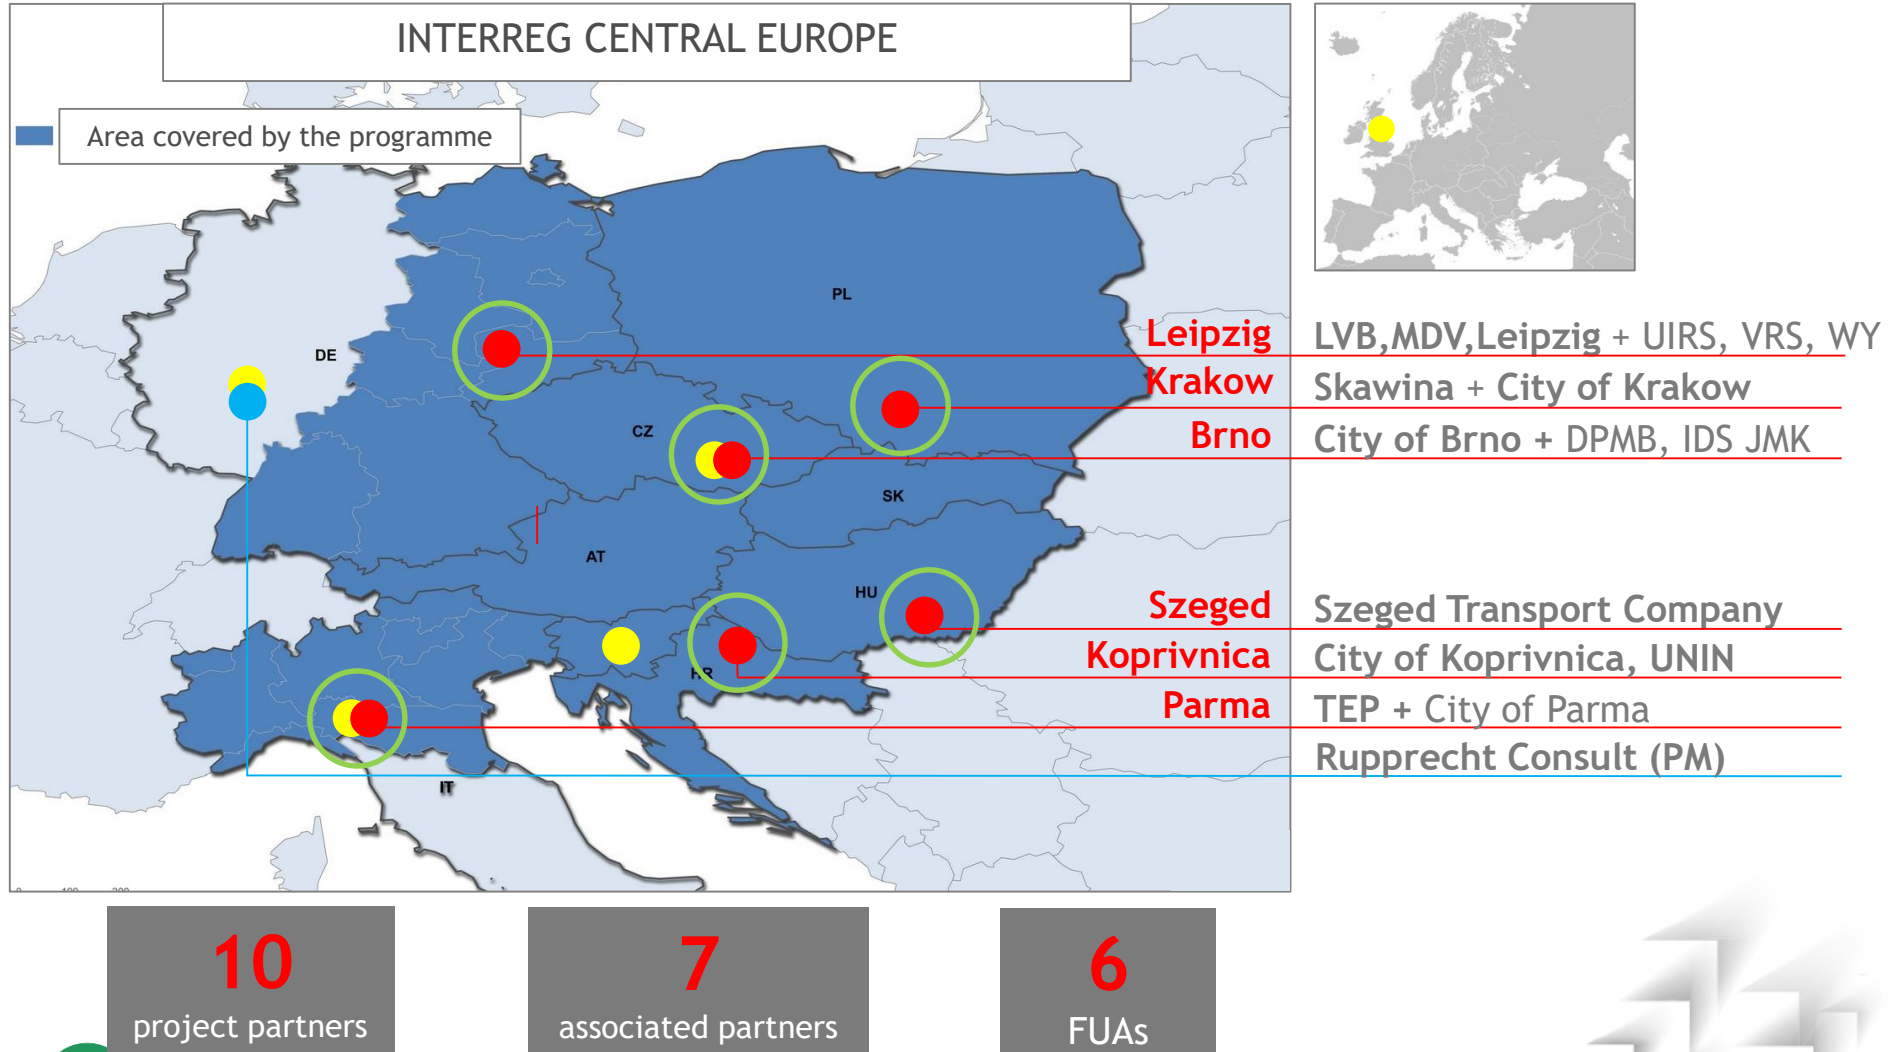 INTERREG CENTRAL EUROPE
Area covered by the programme
PL
DE
CZ
SK
AT
HU
HR
IT
Leipzig LVB,MDV,Leipzig + UIRS, VRS, WY
Krakow Skawina + City of Krakow
Brno City of Brno + DPMB, IDS JMK
Szeged Szeged Transport Company
Koprivnica City of Koprivnica, UNIN
Parma TEP + City of Parma
Rupprecht Consult (PM)
0 100 200
10
project partners
7
associated partners
6
FUAs